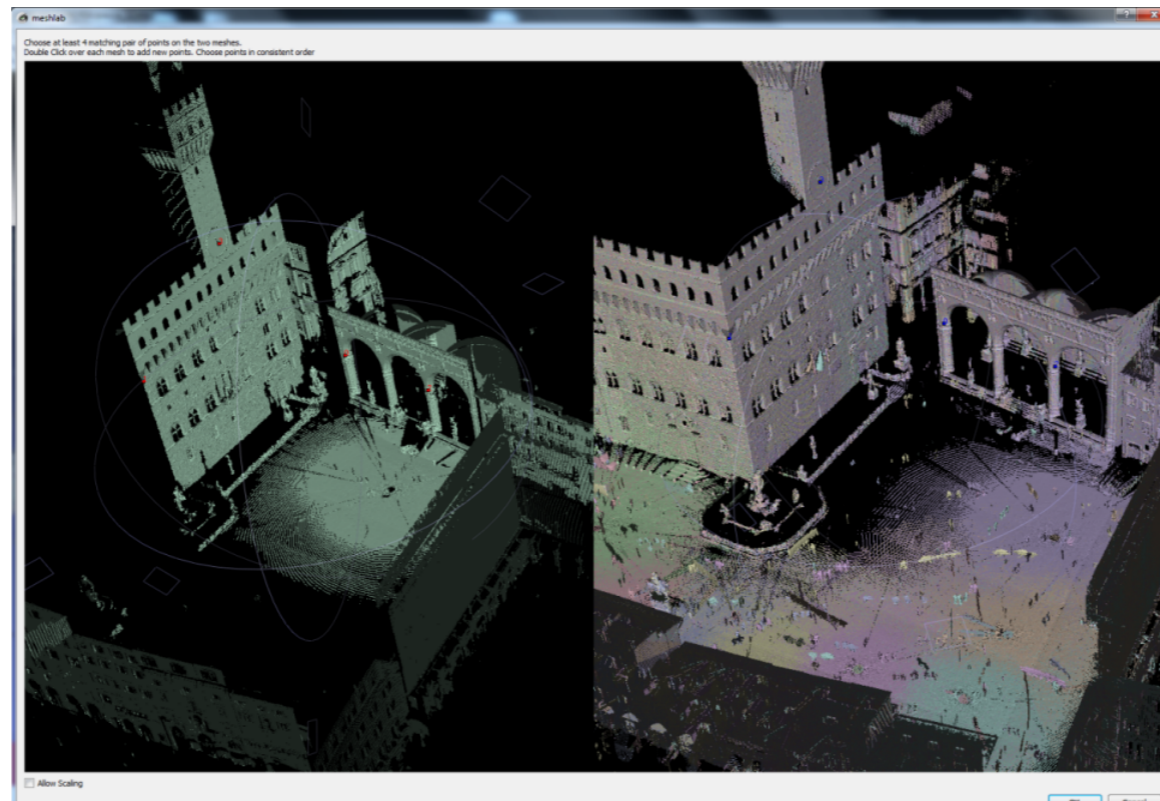 meshlab
Choose at least 4 matching pair of points on the two meshes.
Double Click over each mesh to add new points. Choose points in consistent order
Allow Scaling